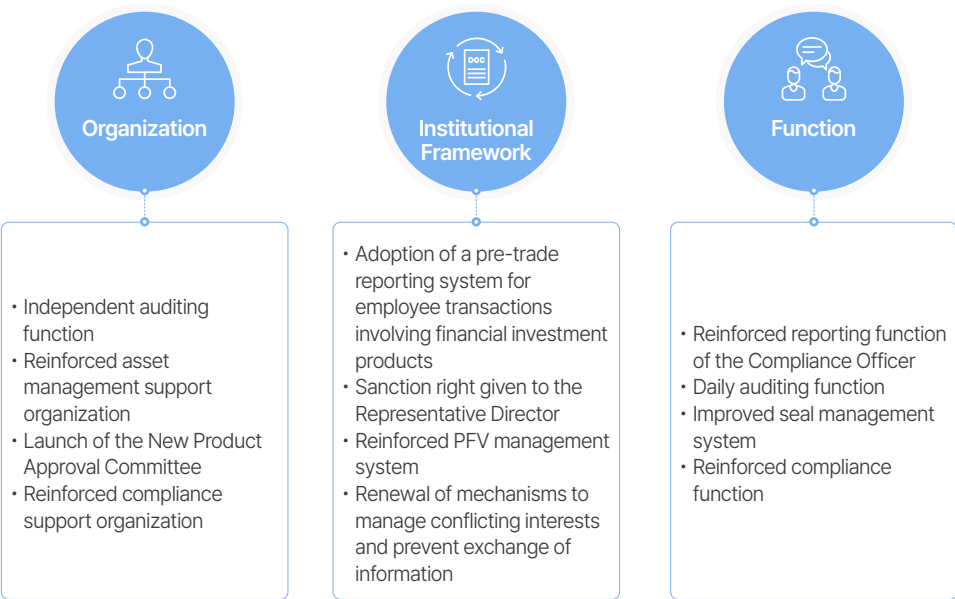 Organization
• Independent auditing
function
• Reinforced asset
management support
organization
• Launch of the New Product
Approval Committee
• Reinforced compliance
support organization
DOC
Institutional
Framework
• Adoption of a pre-trade
reporting system for
employee transactions
involving financial investment
products
• Sanction right given to the
Representative Director
• Reinforced PFV management
system
• Renewal of mechanisms to
manage conflicting interests
and prevent exchange of
information
Function
• Reinforced reporting function
of the Compliance Officer
• Daily auditing function
• Improved seal management
system
• Reinforced compliance
function